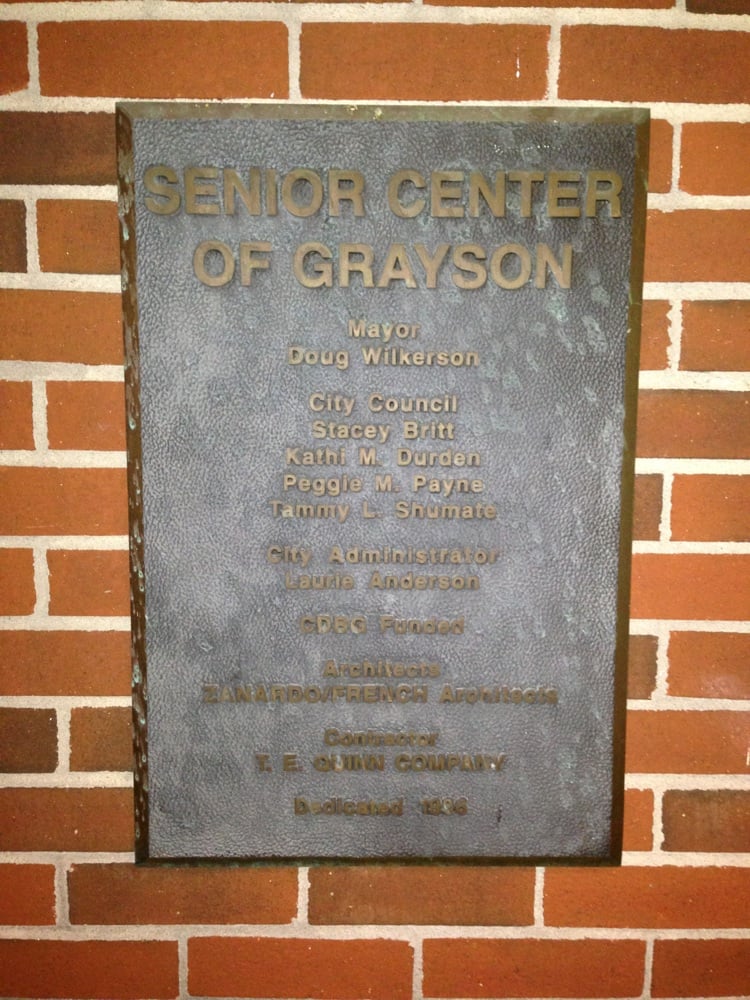 SENIOR CENTER
OF GRAYSON
Mayor
Doug Wilkerson
City Council
Stacey Britt
Kathi M. Durden
Peggie M. Payne
Tammy L. Shumate
City Administrator
Laurie Anderson
CDBG Funded
Architects
ZANARDO/FRENCH Architects
Contractor
T. E. QUINN COMPANY
Dedicated 1996